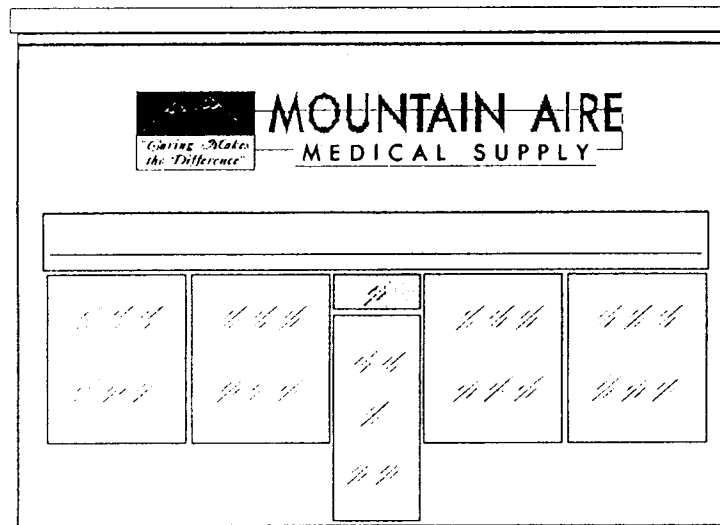 MOUNTAIN AIRE
MEDICAL SUPPLY
"Caring Makes
the Difference"